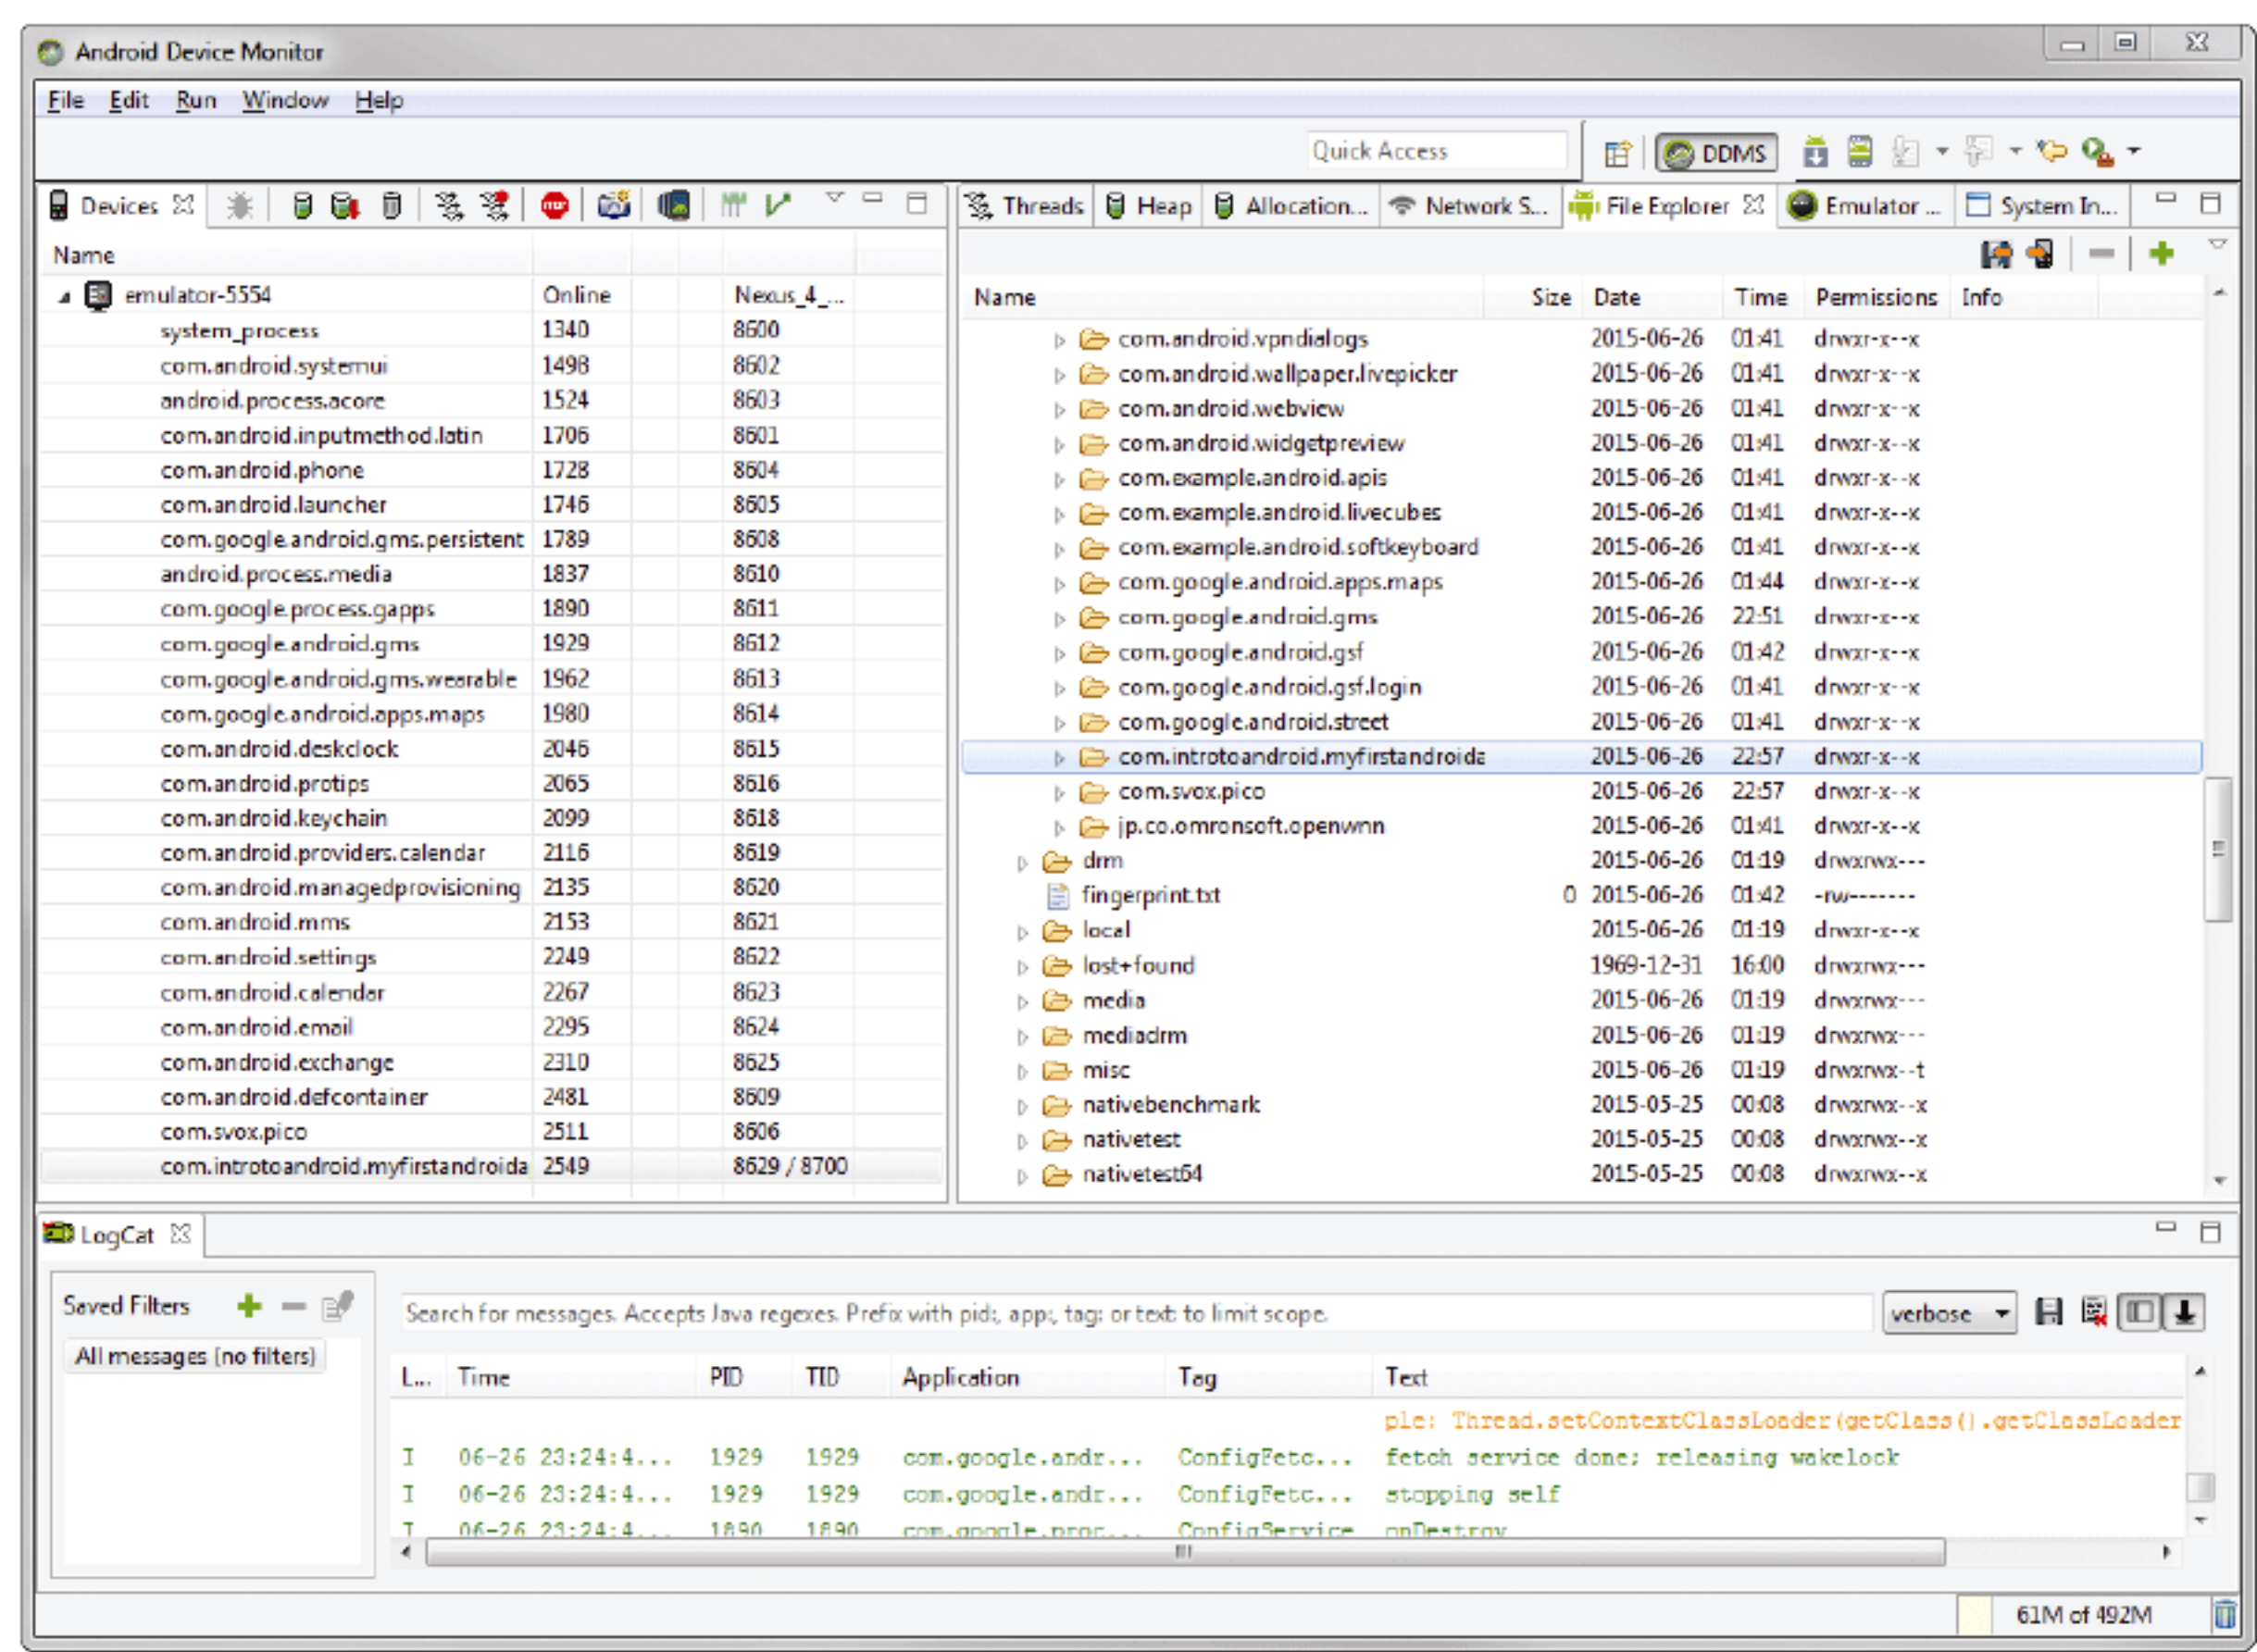 Android Device Monitor
File Edit Run Window Help
Quick Access DDMS
Devices
Threads Heap Allocation... Network S... File Explorer Emulator ... System In...
Name
emulator-5554 Online Nexus_4_...
system_process 1340 8600
com.android.systemui 1498 8602
android.process.acore 1524 8603
com.android.inputmethod.latin 1706 8601
com.android.phone 1728 8604
com.android.launcher 1746 8605
com.google.android.gms.persistent 1789 8608
android.process.media 1837 8610
com.google.process.gapps 1890 8611
com.google.android.gms 1929 8612
com.google.android.gms.wearable 1962 8613
com.google.android.apps.maps 1980 8614
com.android.deskclock 2046 8615
com.android.protips 2065 8616
com.android.keychain 2099 8618
com.android.providers.calendar 2116 8619
com.android.managedprovisioning 2135 8620
com.android.mms 2153 8621
com.android.settings 2249 8622
com.android.calendar 2267 8623
com.android.email 2295 8624
com.android.exchange 2310 8625
com.android.defcontainer 2481 8609
com.svox.pico 2511 8606
com.introtoandroid.myfirstandroida 2549 8629 / 8700
Name Size Date Time Permissions Info
com.android.vpndialogs 2015-06-26 01:41 drwxr-x--x
com.android.wallpaper.livepicker 2015-06-26 01:41 drwxr-x--x
com.android.webview 2015-06-26 01:41 drwxr-x--x
com.android.widgetpreview 2015-06-26 01:41 drwxr-x--x
com.example.android.apis 2015-06-26 01:41 drwxr-x--x
com.example.android.livecubes 2015-06-26 01:41 drwxr-x--x
com.example.android.softkeyboard 2015-06-26 01:41 drwxr-x--x
com.google.android.apps.maps 2015-06-26 01:44 drwxr-x--x
com.google.android.gms 2015-06-26 22:51 drwxr-x--x
com.google.android.gsf 2015-06-26 01:42 drwxr-x--x
com.google.android.gsf.login 2015-06-26 01:41 drwxr-x--x
com.google.android.street 2015-06-26 01:41 drwxr-x--x
com.introtoandroid.myfirstandroida 2015-06-26 22:57 drwxr-x--x
com.svox.pico 2015-06-26 22:57 drwxr-x--x
jp.co.omronsoft.openwnn 2015-06-26 01:41 drwxr-x--x
drm 2015-06-26 01:19 drwxrwx---
fingerprint.txt 0 2015-06-26 01:42 -rw-------
local 2015-06-26 01:19 drwxr-x--x
lost+found 1969-12-31 16:00 drwxrwx---
media 2015-06-26 01:19 drwxrwx---
mediadrm 2015-06-26 01:19 drwxrwx---
misc 2015-06-26 01:19 drwxrwx--t
nativebenchmark 2015-05-25 00:08 drwxrwx--x
nativetest 2015-05-25 00:08 drwxrwx--x
nativetest64 2015-05-25 00:08 drwxrwx--x
LogCat
Saved Filters
All messages (no filters)
Search for messages. Accepts Java regexes. Prefix with pid:, app:, tag: or text: to limit scope.
verbose
L... Time PID TID Application Tag Text
ple: Thread.setContextClassLoader(getClass().getClassLoader
I 06-26 23:24:4... 1929 1929 com.google.andr... ConfigFetc... fetch service done; releasing wakelock
I 06-26 23:24:4... 1929 1929 com.google.andr... ConfigFetc... stopping self
I 06-26 23:24:4... 1890 1890 com.google.proc... ConfigService onDestroy
61M of 492M